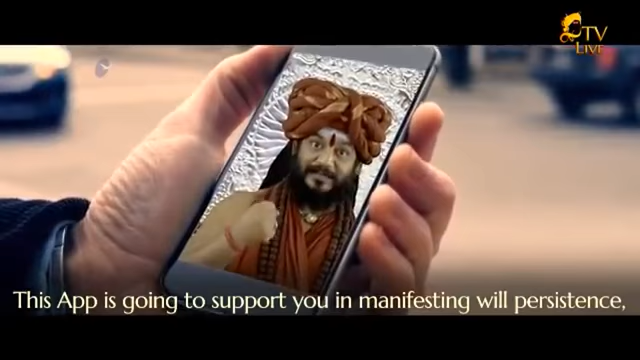 TV
LIVE
This App is going to support you in manifesting will persistence,